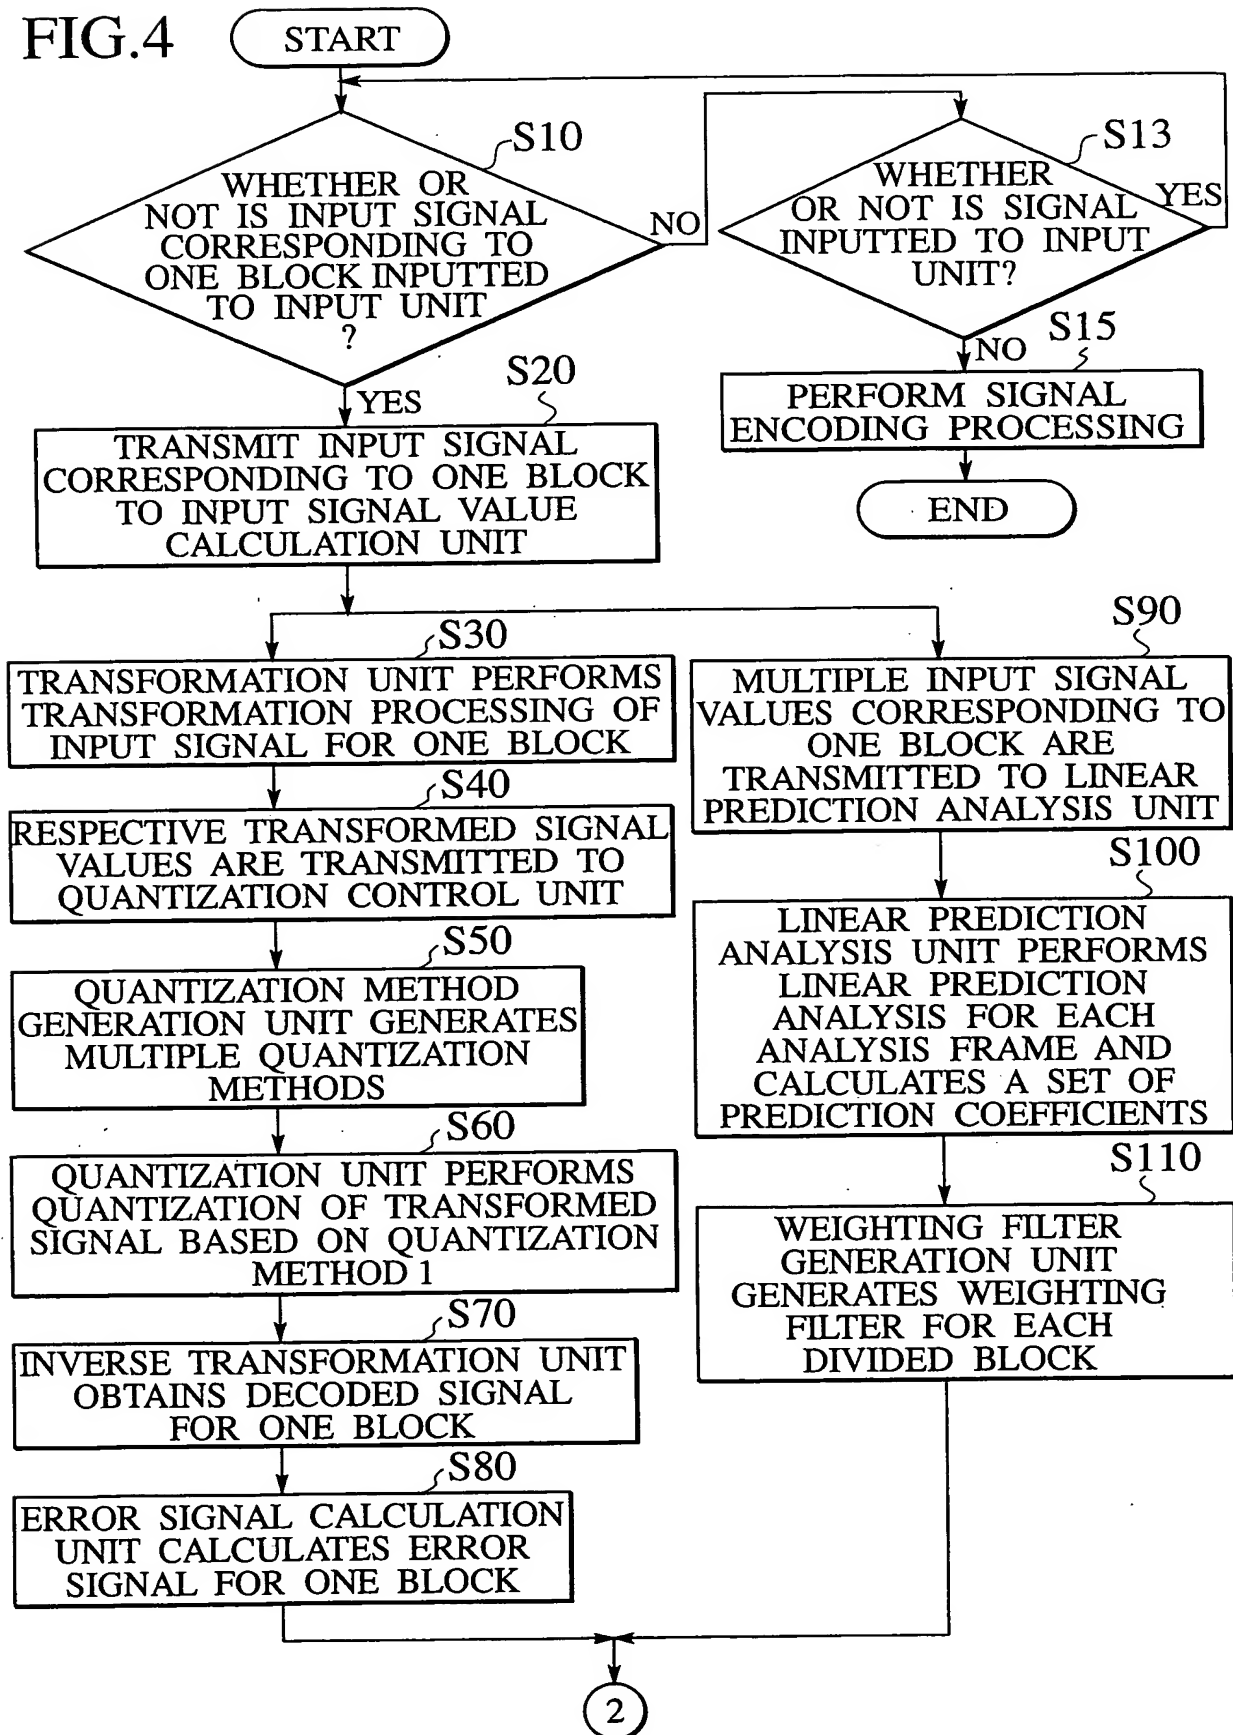 FIG.4
START
S10
WHETHER OR
NOT IS INPUT SIGNAL
CORRESPONDING TO
ONE BLOCK INPUTTED
TO INPUT UNIT
?
NO
YES
S13
WHETHER
OR NOT IS SIGNAL
INPUTTED TO INPUT
UNIT?
YES
NO
S15
PERFORM SIGNAL
ENCODING PROCESSING
END
S20
TRANSMIT INPUT SIGNAL
CORRESPONDING TO ONE BLOCK
TO INPUT SIGNAL VALUE
CALCULATION UNIT
S30
TRANSFORMATION UNIT PERFORMS
TRANSFORMATION PROCESSING OF
INPUT SIGNAL FOR ONE BLOCK
S40
RESPECTIVE TRANSFORMED SIGNAL
VALUES ARE TRANSMITTED TO
QUANTIZATION CONTROL UNIT
S50
QUANTIZATION METHOD
GENERATION UNIT GENERATES
MULTIPLE QUANTIZATION
METHODS
S60
QUANTIZATION UNIT PERFORMS
QUANTIZATION OF TRANSFORMED
SIGNAL BASED ON QUANTIZATION
METHOD 1
S70
INVERSE TRANSFORMATION UNIT
OBTAINS DECODED SIGNAL
FOR ONE BLOCK
S80
ERROR SIGNAL CALCULATION
UNIT CALCULATES ERROR
SIGNAL FOR ONE BLOCK
S90
MULTIPLE INPUT SIGNAL
VALUES CORRESPONDING TO
ONE BLOCK ARE
TRANSMITTED TO LINEAR
PREDICTION ANALYSIS UNIT
S100
LINEAR PREDICTION
ANALYSIS UNIT PERFORMS
LINEAR PREDICTION
ANALYSIS FOR EACH
ANALYSIS FRAME AND
CALCULATES A SET OF
PREDICTION COEFFICIENTS
S110
WEIGHTING FILTER
GENERATION UNIT
GENERATES WEIGHTING
FILTER FOR EACH
DIVIDED BLOCK
2